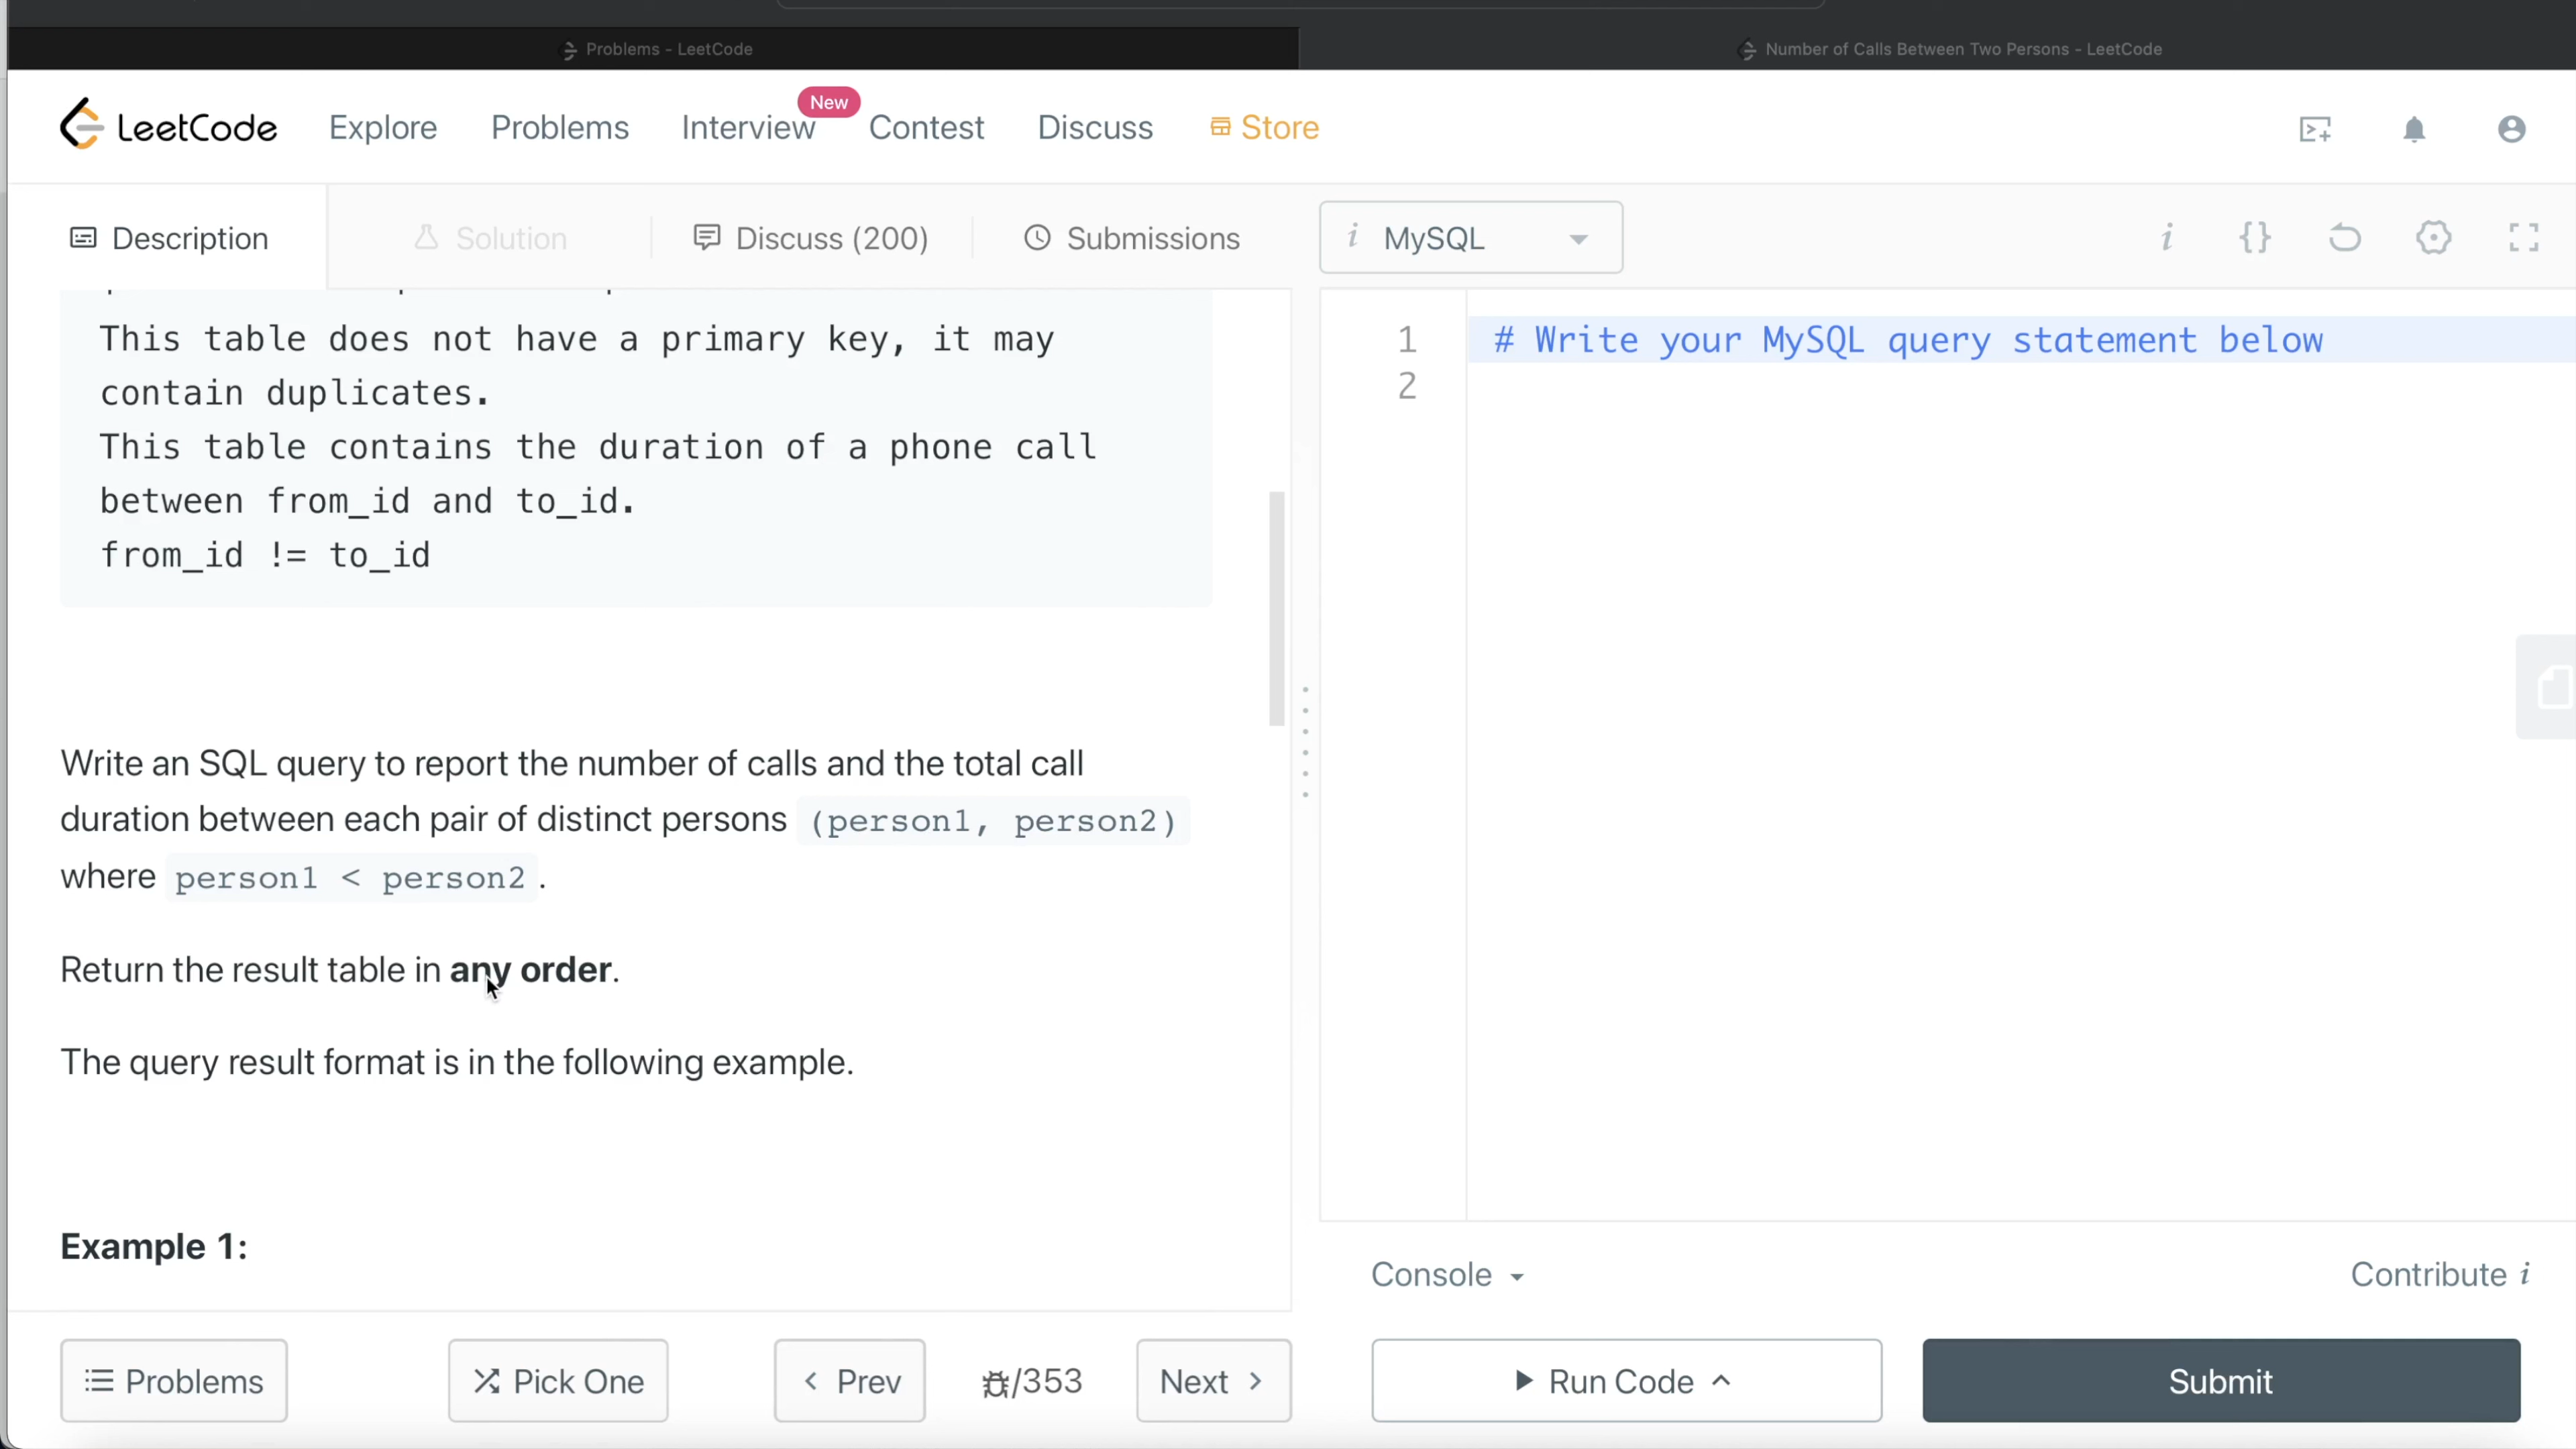 Problems - LeetCode
Number of Calls Between Two Persons - LeetCode
LeetCode
Explore
Problems
Interview
New
Contest
Discuss
Store
Description
Solution
Discuss (200)
Submissions
i MySQL
i
{}
This table does not have a primary key, it may
contain duplicates.
This table contains the duration of a phone call
between from_id and to_id.
from_id != to_id
Write an SQL query to report the number of calls and the total call
duration between each pair of distinct persons (person1, person2)
where person1 < person2 .
Return the result table in any order.
The query result format is in the following example.
Example 1:
1 # Write your MySQL query statement below
2
Console
Contribute i
Problems
Pick One
Prev
/353
Next
Run Code
Submit